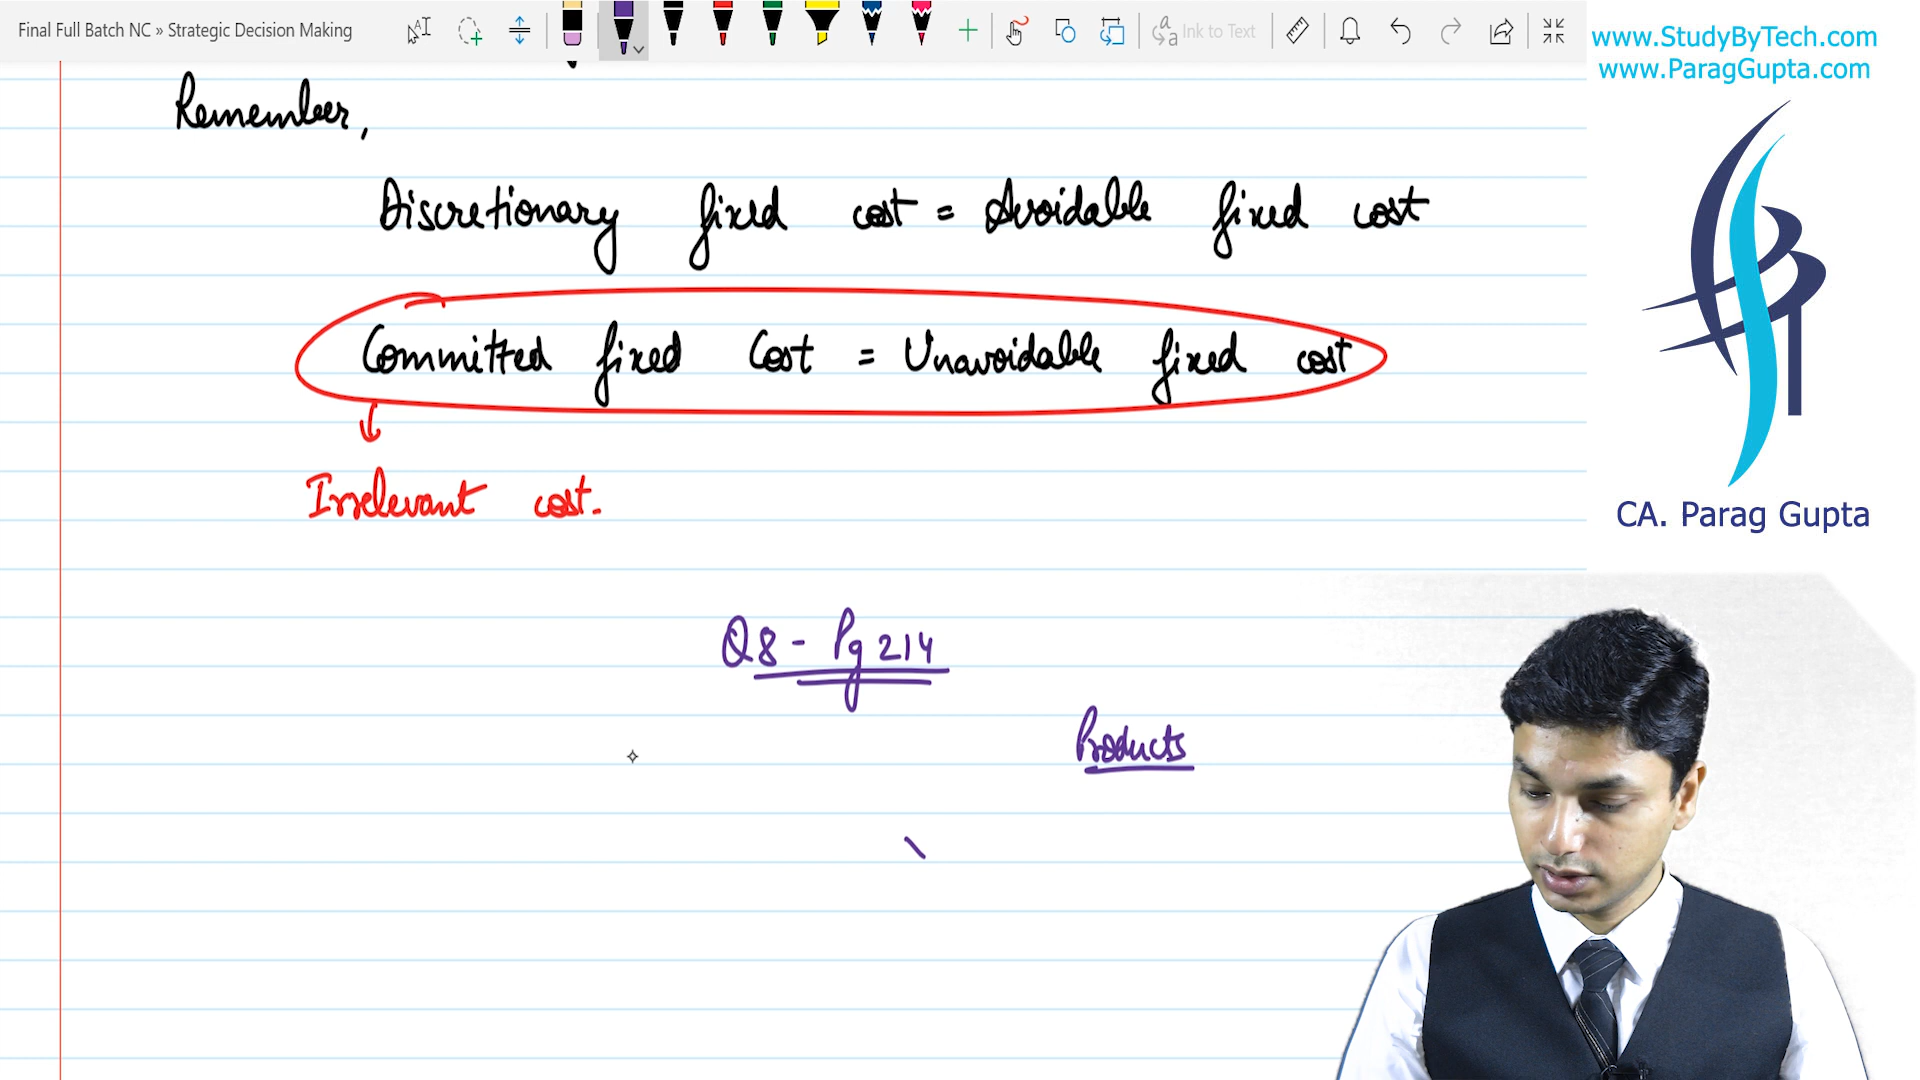 Final Full Batch NC » Strategic Decision Making
Ink to Text
www.StudyByTech.com
www.ParagGupta.com
Remember,
Discretionary fixed cost = Avoidable fixed cost
Committed fixed Cost = Unavoidable fixed cost
Irrelevant cost.
CA. Parag Gupta
Q8 - Pg 214
Products